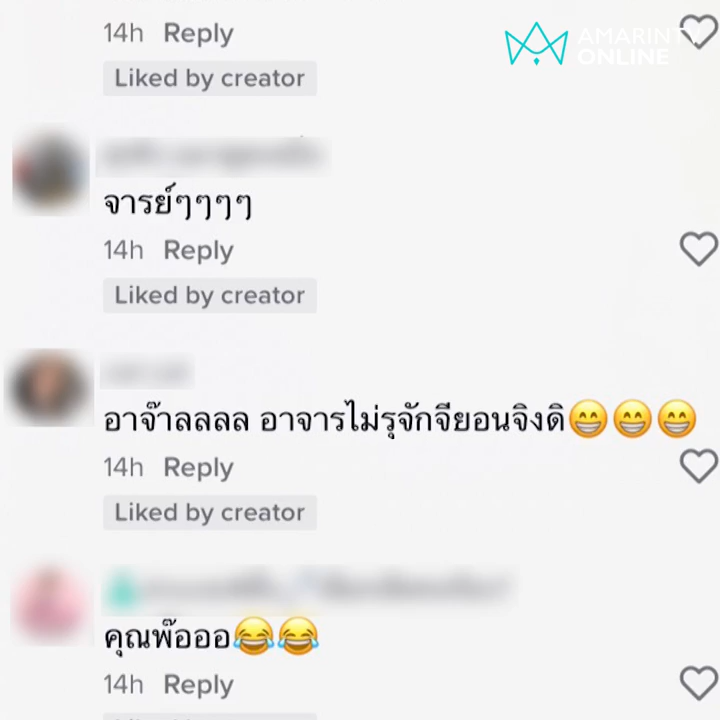 14h Reply
AMARINTV
ONLINE
Liked by creator
จารย์ๆๆๆๆ
14h Reply
Liked by creator
อาจ๊าลลลล อาจารไม่รุจักจียอนจิงดิ😁😁😁
14h Reply
Liked by creator
คุณพ๊อออ😂😂
14h Reply